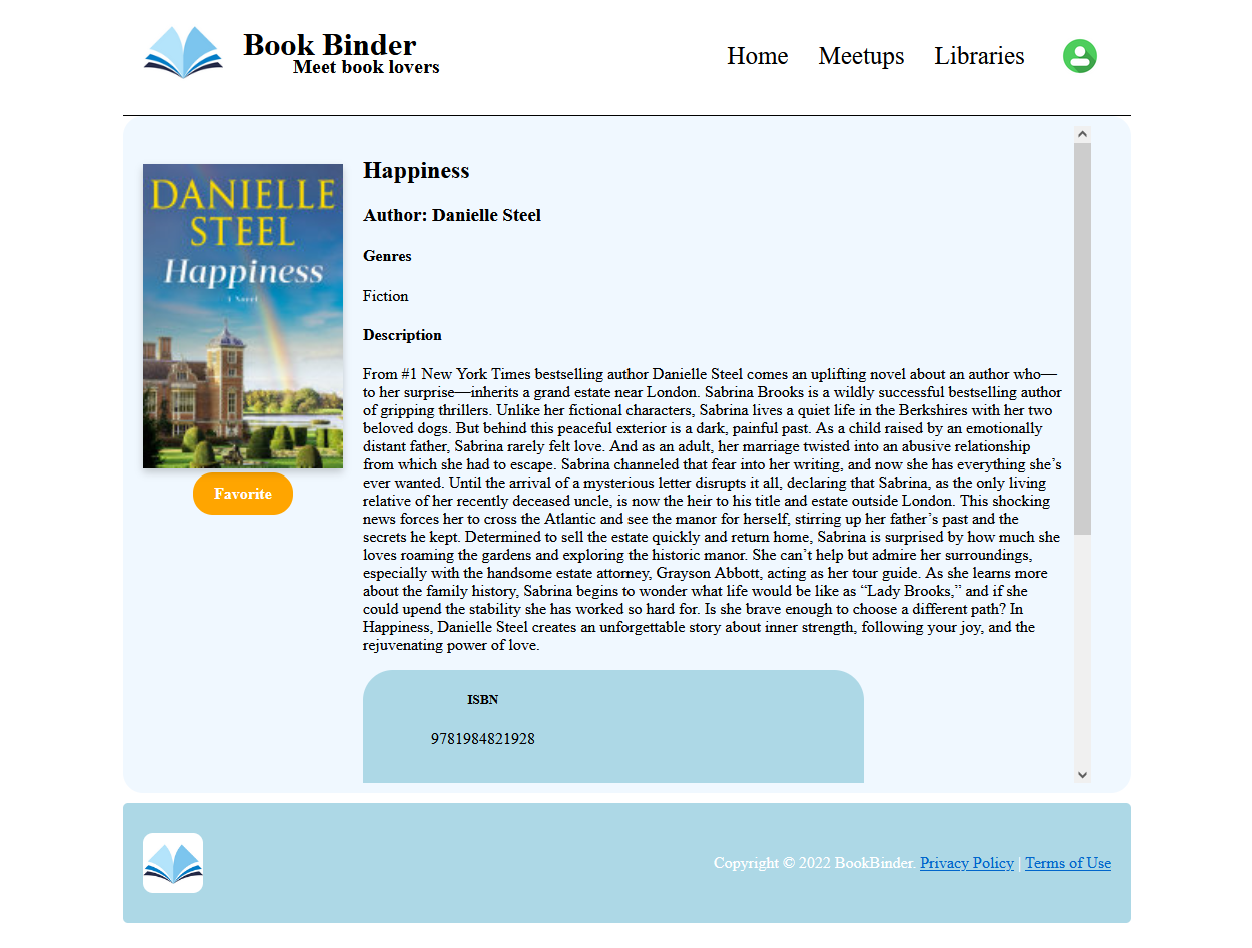 Book Binder
Meet book lovers
Home
Meetups
Libraries
DANIELLE
STEEL
Happiness
A Novel
Favorite
Happiness
Author: Danielle Steel
Genres
Fiction
Description
From #1 New York Times bestselling author Danielle Steel comes an uplifting novel about an author who—
to her surprise—inherits a grand estate near London. Sabrina Brooks is a wildly successful bestselling author
of gripping thrillers. Unlike her fictional characters, Sabrina lives a quiet life in the Berkshires with her two
beloved dogs. But behind this peaceful exterior is a dark, painful past. As a child raised by an emotionally
distant father, Sabrina rarely felt love. And as an adult, her marriage twisted into an abusive relationship
from which she had to escape. Sabrina channeled that fear into her writing, and now she has everything she’s
ever wanted. Until the arrival of a mysterious letter disrupts it all, declaring that Sabrina, as the only living
relative of her recently deceased uncle, is now the heir to his title and estate outside London. This shocking
news forces her to cross the Atlantic and see the manor for herself, stirring up her father’s past and the
secrets he kept. Determined to sell the estate quickly and return home, Sabrina is surprised by how much she
loves roaming the gardens and exploring the historic manor. She can’t help but admire her surroundings,
especially with the handsome estate attorney, Grayson Abbott, acting as her tour guide. As she learns more
about the family history, Sabrina begins to wonder what life would be like as “Lady Brooks,” and if she
could upend the stability she has worked so hard for. Is she brave enough to choose a different path? In
Happiness, Danielle Steel creates an unforgettable story about inner strength, following your joy, and the
rejuvenating power of love.
ISBN
9781984821928
Copyright © 2022 BookBinder. Privacy Policy | Terms of Use